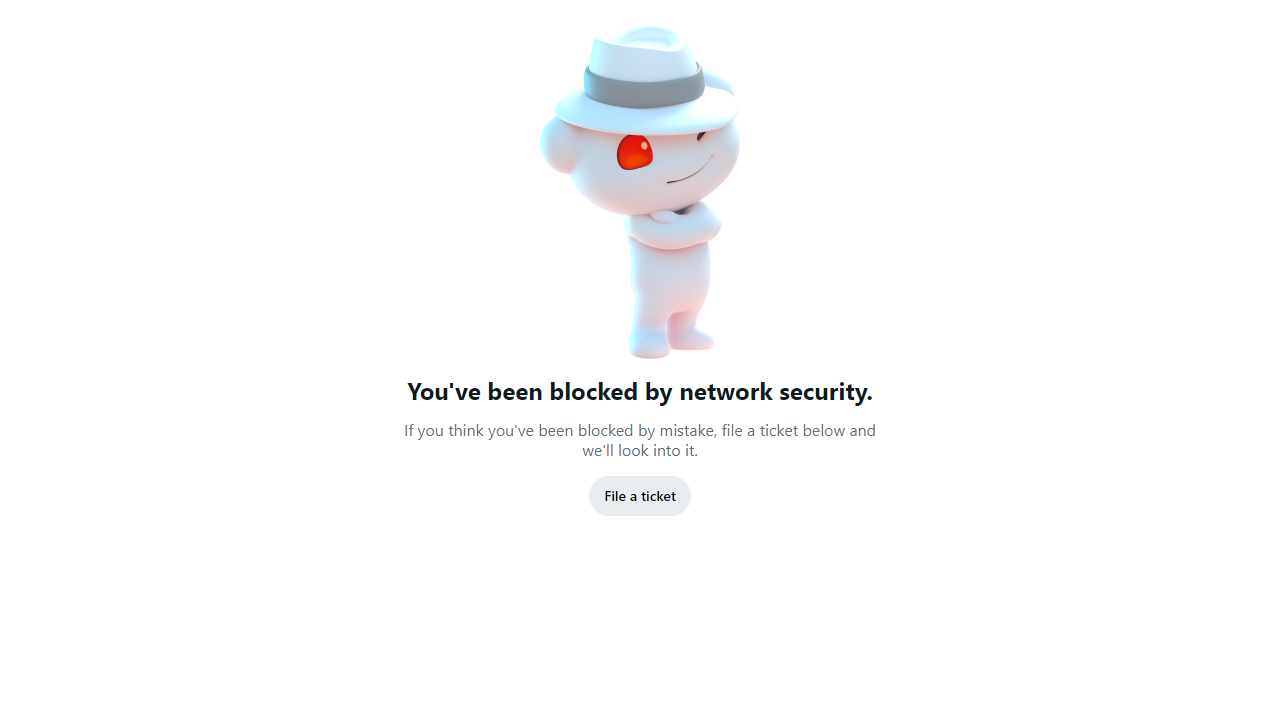 You've been blocked by network security.
If you think you've been blocked by mistake, file a ticket below and
we'll look into it.
File a ticket